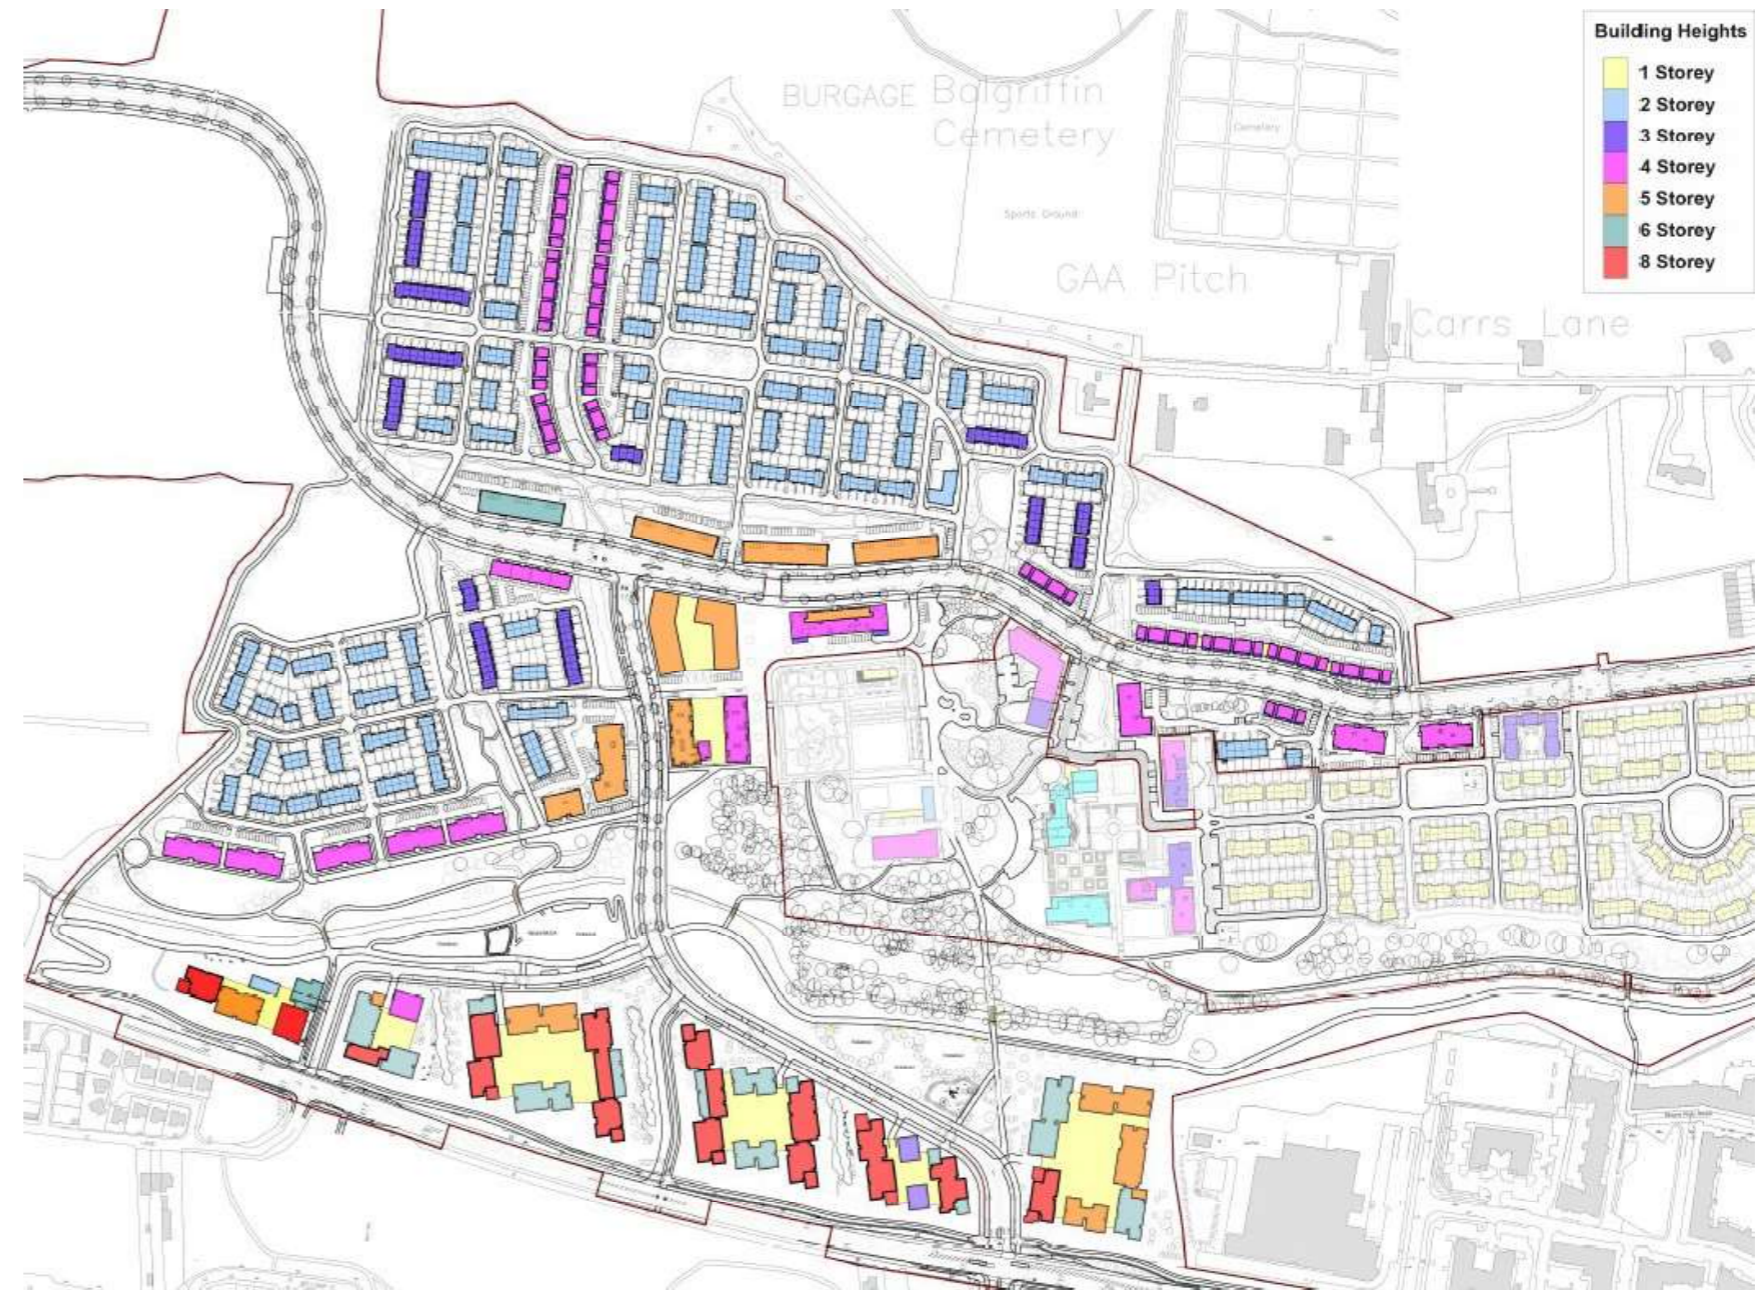 Building Heights
1 Storey
2 Storey
3 Storey
4 Storey
5 Storey
6 Storey
8 Storey
BURGAGE Balgriffin
Cemetery
Cemetery
Sports Ground
GAA Pitch
Carrs Lane